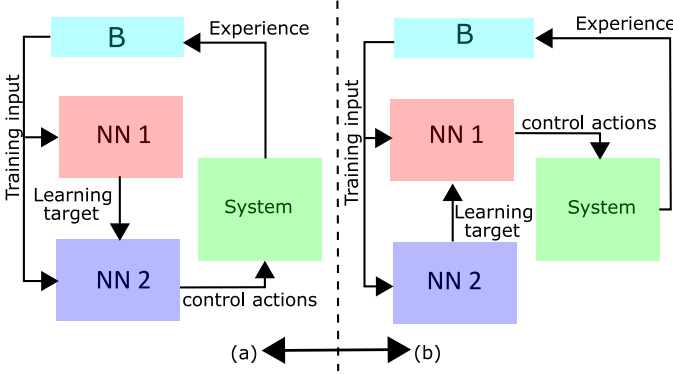 B
Experience
Training input
NN 1
Learning
target
System
NN 2
control actions
(a)
B
Experience
Training input
NN 1
control actions
System
Learning
target
NN 2
(b)